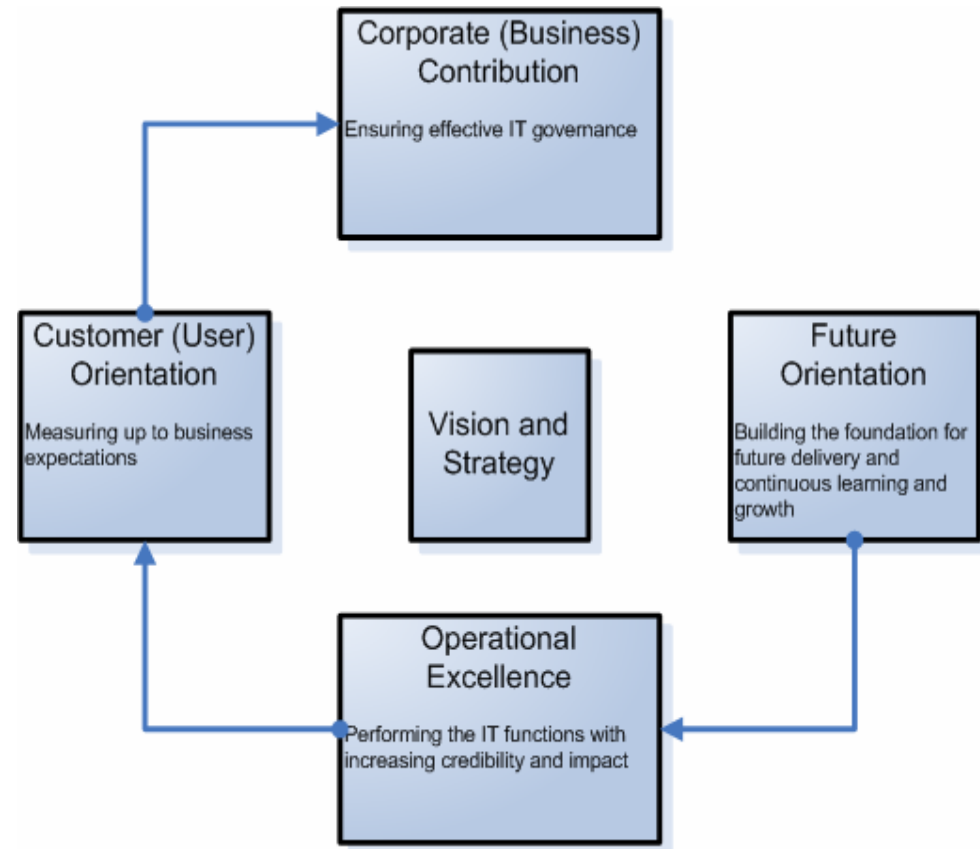 Corporate (Business)
Contribution
Ensuring effective IT governance
Customer (User)
Orientation
Measuring up to business
expectations
Vision and
Strategy
Future
Orientation
Building the foundation for
future delivery and
continuous learning and
growth
Operational
Excellence
Performing the IT functions with
increasing credibility and impact